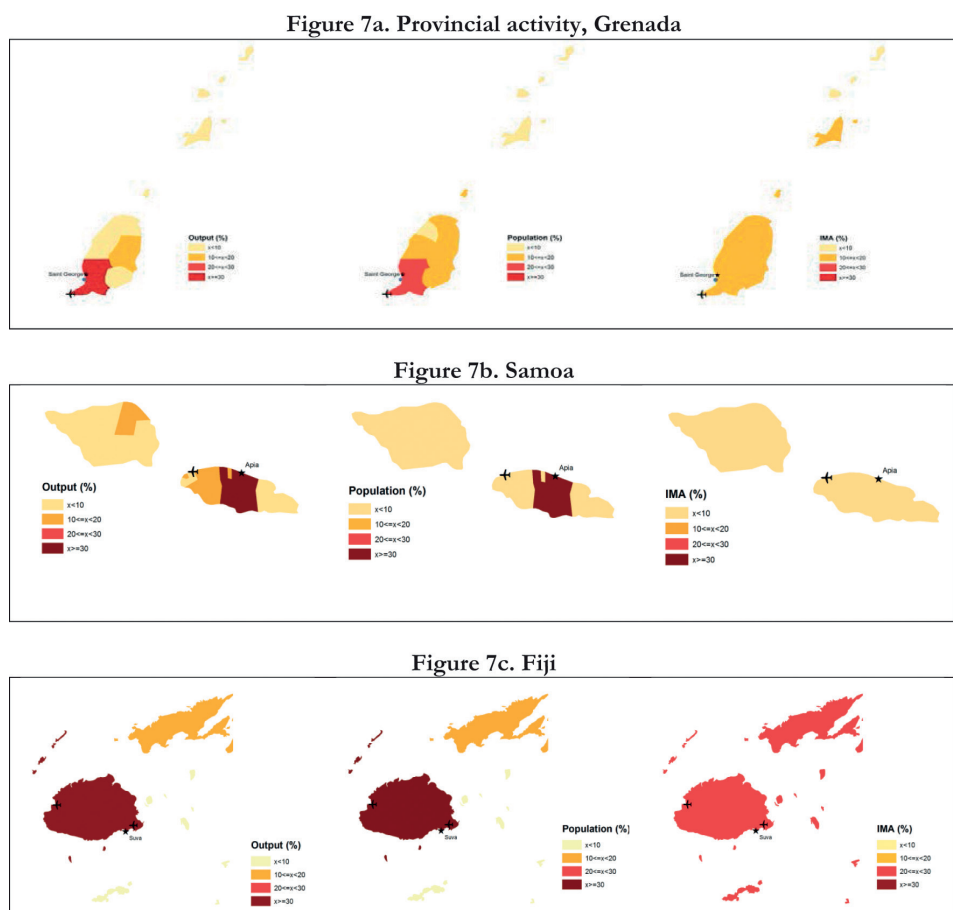 Figure 7a. Provincial activity, Grenada
Output (%)
x<10
10<=x<20
20<=x<30
x>=30
Saint George
Population (%)
x<10
10<=x<20
20<=x<30
x>=30
Saint George
IMA (%)
x<10
10<=x<20
20<=x<30
x>=30
Saint George
Figure 7b. Samoa
Apia
Output (%)
x<10
10<=x<20
20<=x<30
x>=30
Apia
Population (%)
x<10
10<=x<20
20<=x<30
x>=30
Apia
IMA (%)
x<10
10<=x<20
20<=x<30
x>=30
Figure 7c. Fiji
Suva
Output (%)
x<10
10<=x<20
20<=x<30
x>=30
Suva
Population (%)
x<10
10<=x<20
20<=x<30
x>=30
Suva
IMA (%)
x<10
10<=x<20
20<=x<30
x>=30